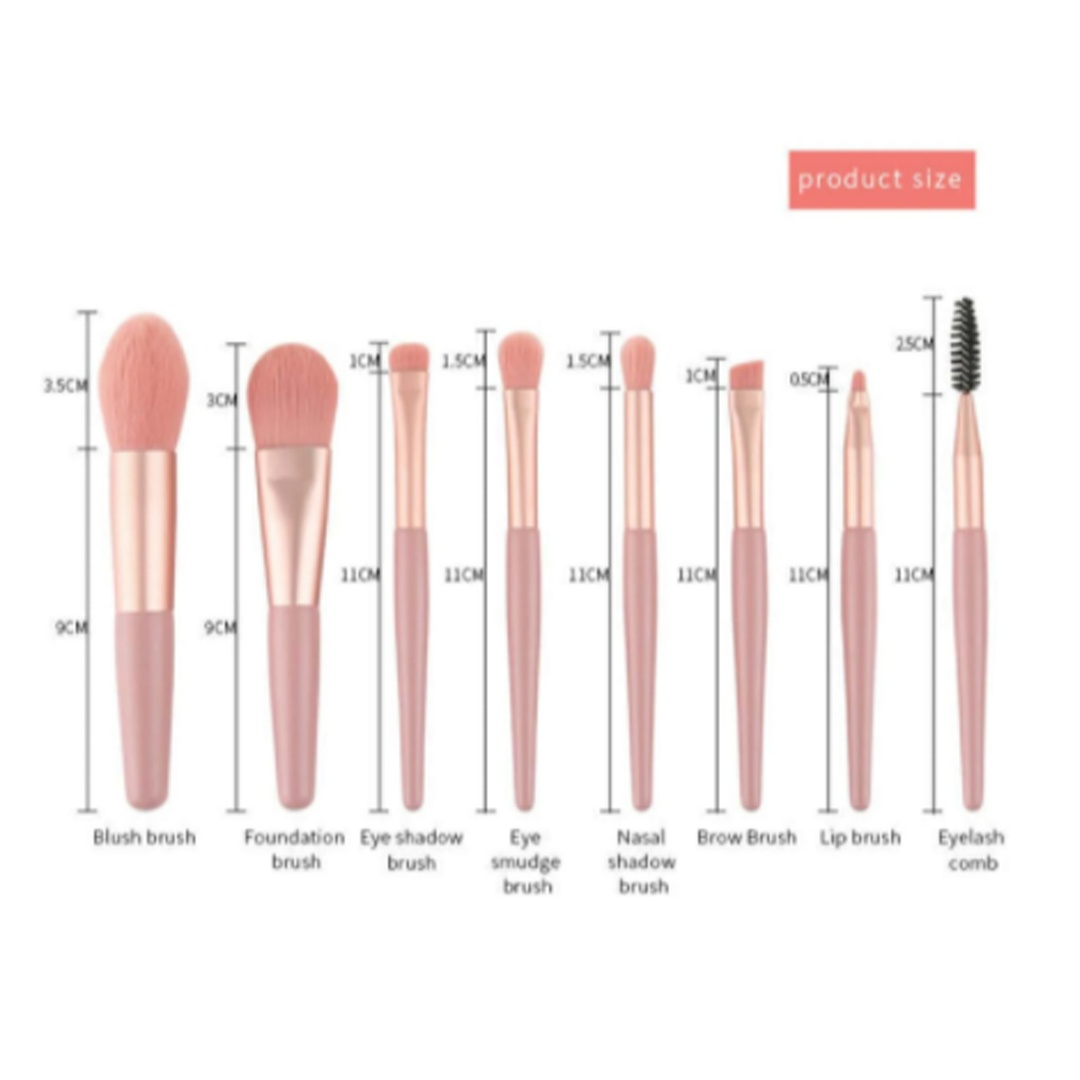 product size
3.5CM
3CM
1CM
1.5CM
1.5CM
1CM
0.5CM
2.5CM
9CM
9CM
11CM
11CM
11CM
11CM
11CM
11CM
Blush brush
Foundation
brush
Eye shadow
brush
Eye
smudge
brush
Nasal
shadow
brush
Brow Brush
Lip brush
Eyelash
comb